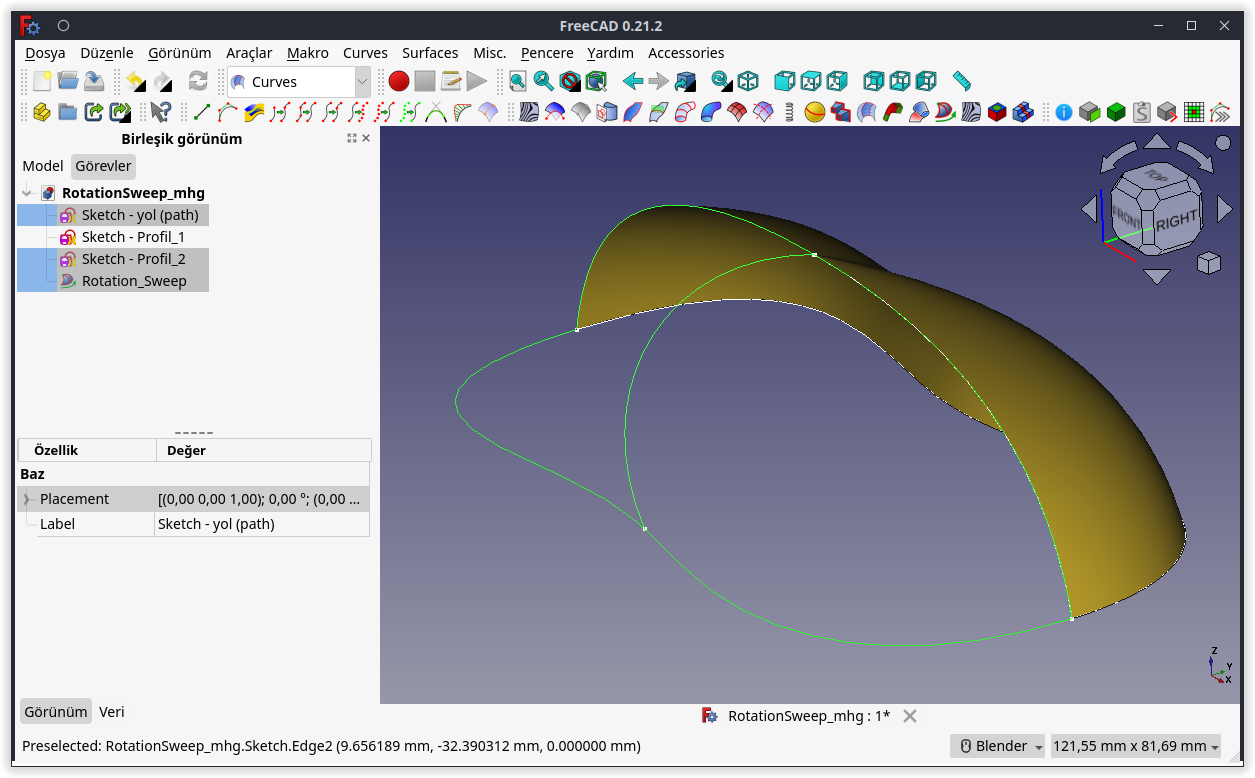 FreeCAD 0.21.2
Dosya Düzenle Görünüm Araçlar Makro Curves Surfaces Misc. Pencere Yardım Accessories
Curves
Birleşik görünüm
Model Görevler
RotationSweep_mhg
Sketch - yol (path)
Sketch - Profil_1
Sketch - Profil_2
Rotation_Sweep
Özellik Değer
Baz
Placement [(0,00 0,00 1,00); 0,00 °; (0,00 ...
Label Sketch - yol (path)
Görünüm Veri
TOP
FRONT RIGHT
Z
Y
X
RotationSweep_mhg : 1*
Preselected: RotationSweep_mhg.Sketch.Edge2 (9.656189 mm, -32.390312 mm, 0.000000 mm)
Blender 121,55 mm x 81,69 mm